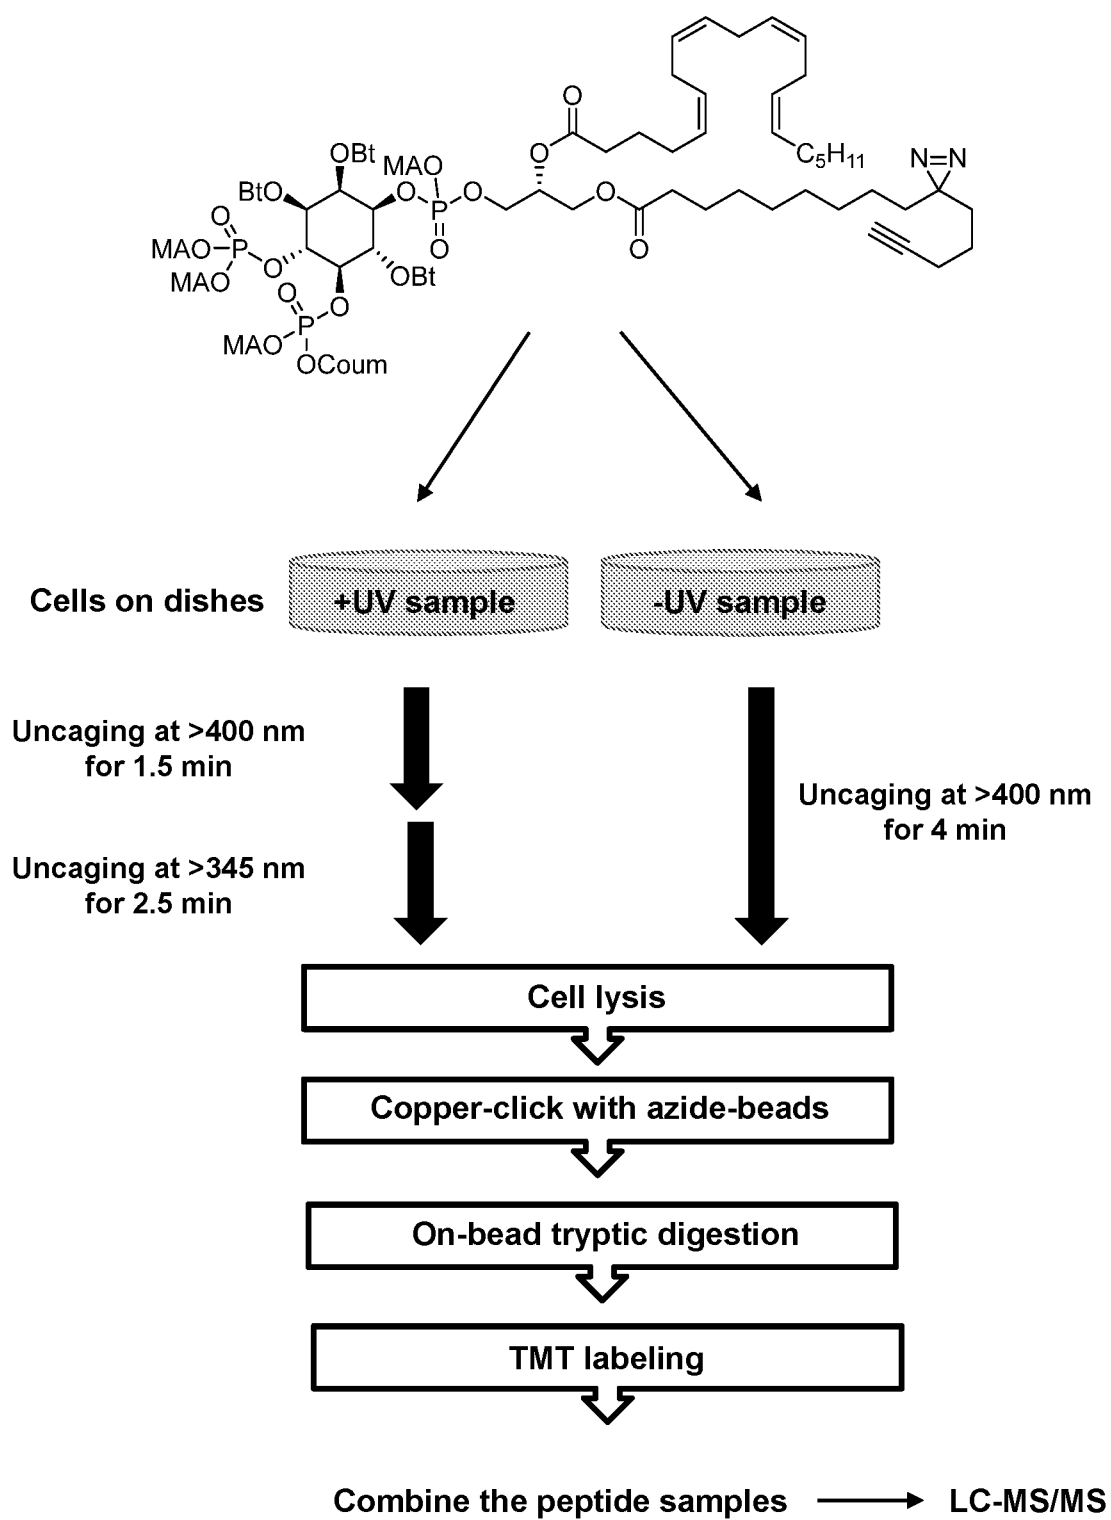 O
O
C5H11
N=N
OBt
MAO
BtO
O
P
O
O
O
O
O
MAO
P
O
MAO
OBt
O
O
P
MAO
OCoum
Cells on dishes
+UV sample
-UV sample
Uncaging at >400 nm
for 1.5 min
Uncaging at >400 nm
for 4 min
Uncaging at >345 nm
for 2.5 min
Cell lysis
Copper-click with azide-beads
On-bead tryptic digestion
TMT labeling
Combine the peptide samples
LC-MS/MS